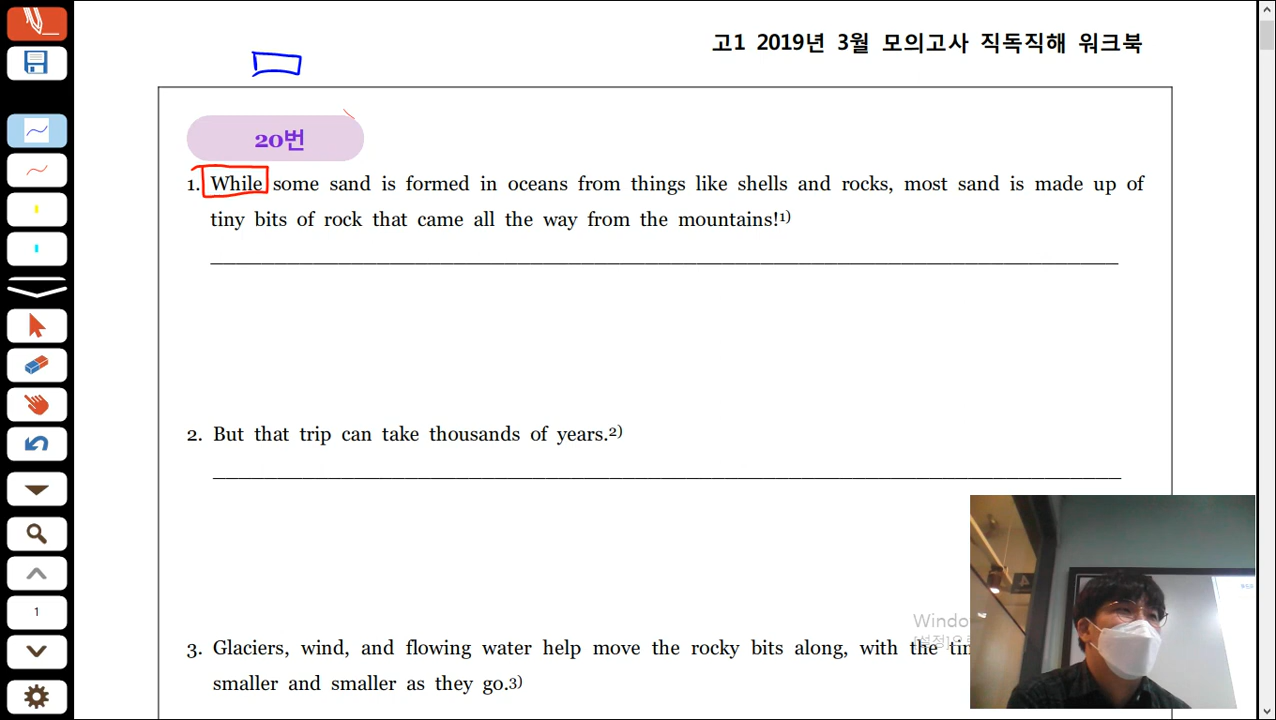 고1 2019년 3월 모의고사 직독직해 워크북
20번
1. While some sand is formed in oceans from things like shells and rocks, most sand is made up of
tiny bits of rock that came all the way from the mountains!1)
2. But that trip can take thousands of years.2)
3. Glaciers, wind, and flowing water help move the rocky bits along, with the
smaller and smaller as they go.3)
1